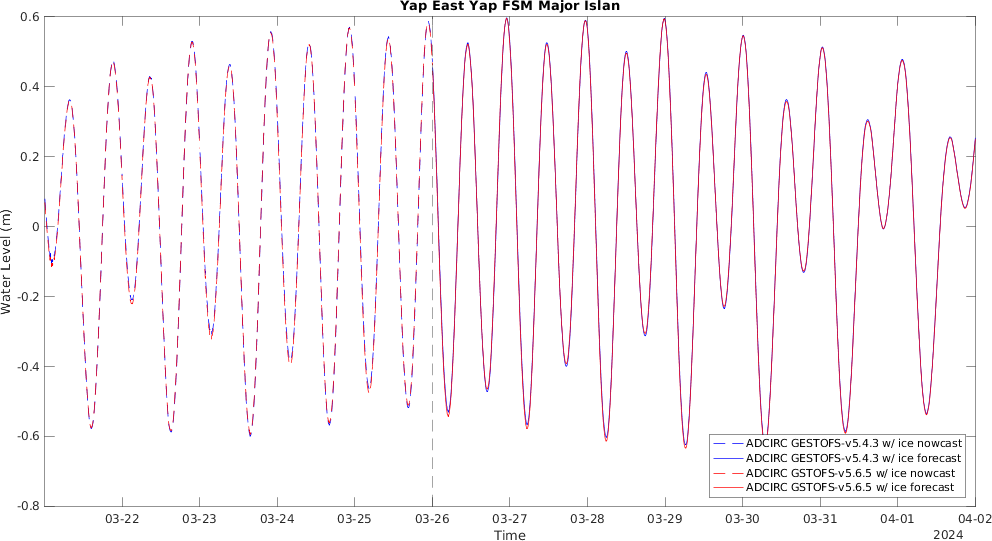 Yap East Yap FSM Major Islan
0.6
0.4
0.2
0
-0.2
-0.4
-0.6
-0.8
Water Level (m)
ADCIRC GESTOFS-v5.4.3 w/ ice nowcast
ADCIRC GESTOFS-v5.4.3 w/ ice forecast
ADCIRC GSTOFS-v5.6.5 w/ ice nowcast
ADCIRC GSTOFS-v5.6.5 w/ ice forecast
03-22 03-23 03-24 03-25 03-26 03-27 03-28 03-29 03-30 03-31 04-01 04-02
Time
2024